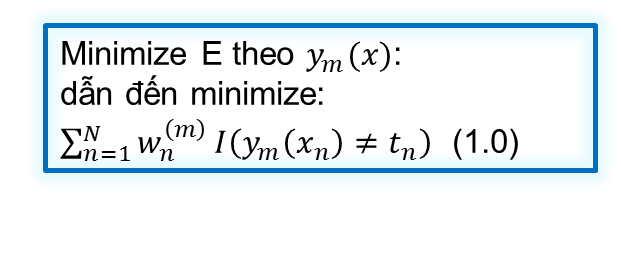 Minimize E theo yₘ(x):
dẫn đến minimize:
∑ₙ₌₁ᴺ wₙ⁽ᵐ⁾ I(yₘ(xₙ) ≠ tₙ) (1.0)